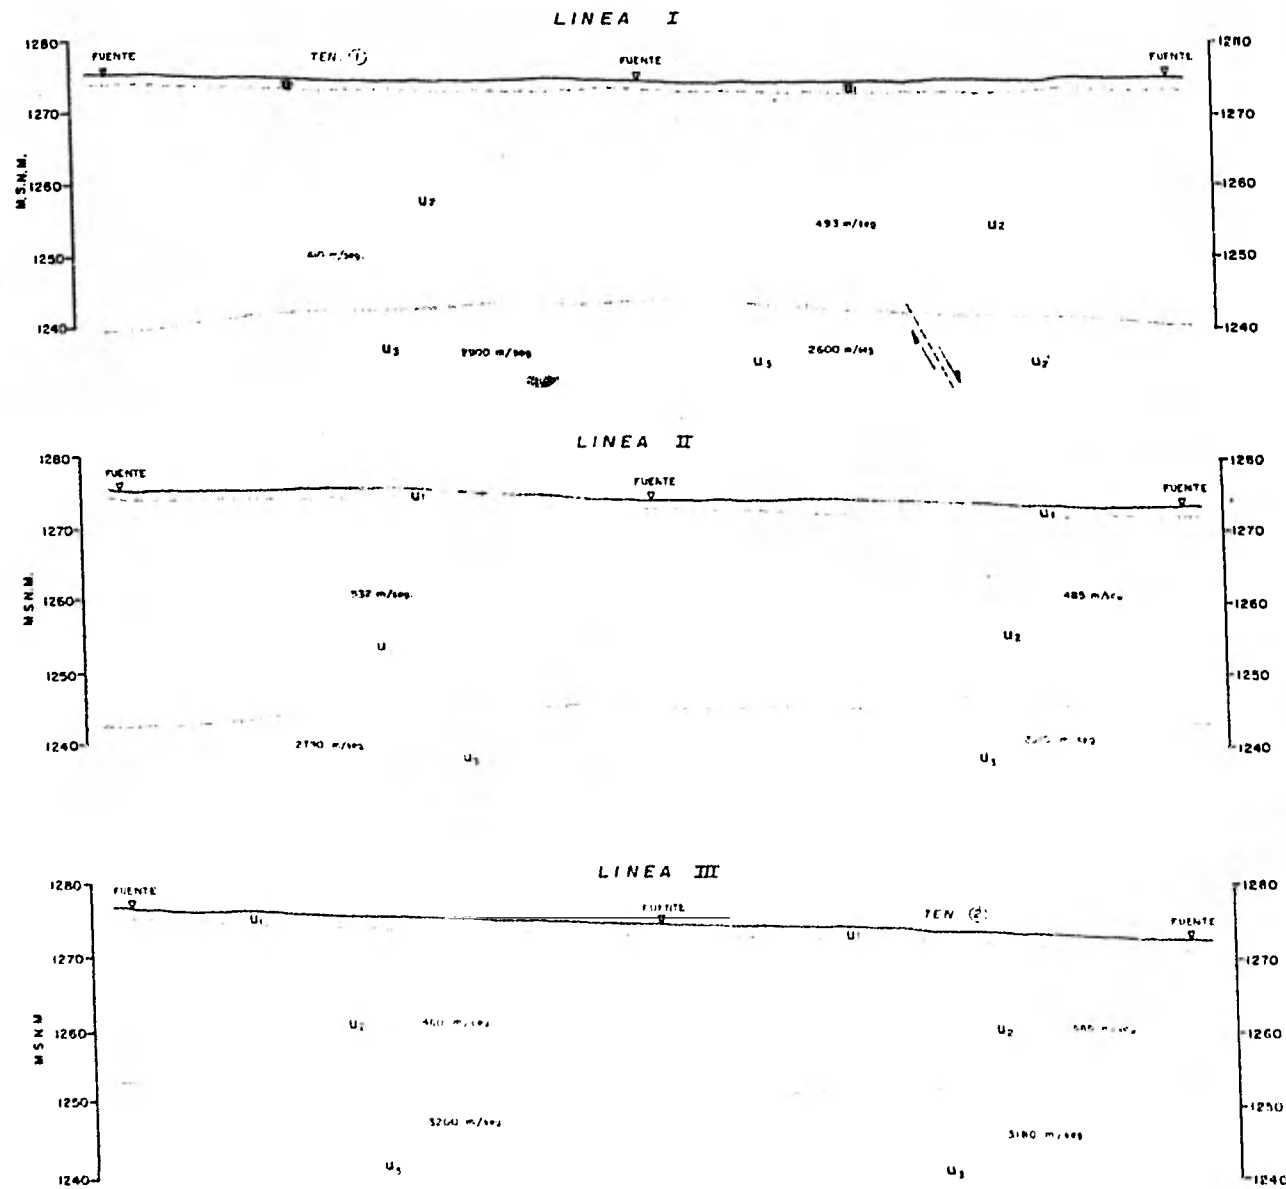 LINEA I
1280 FUENTE TEN. ① FUENTE FUENTE 1280
U1
1270 1270
M.S.N.M.
1260 1260
U2 493 m/seg U2
1250 1250
1240 1240
U3 2900 m/seg. U3 2600 m/seg U2'
LINEA II
1280 FUENTE FUENTE FUENTE 1280
U1 U1
1270 1270
M.S.N.M.
532 m/seg. 485 m/seg
1260 1260
U U2
1250 1250
1240 2790 m/seg. 1240
U3 U3
LINEA III
1280 FUENTE FUENTE TEN ② FUENTE 1280
U1 U1
1270 1270
M S N M
U2 460 m/seg U2
1260 1260
1250 1250
3200 m/seg 3180 m/seg
1240 U3 U3 1240